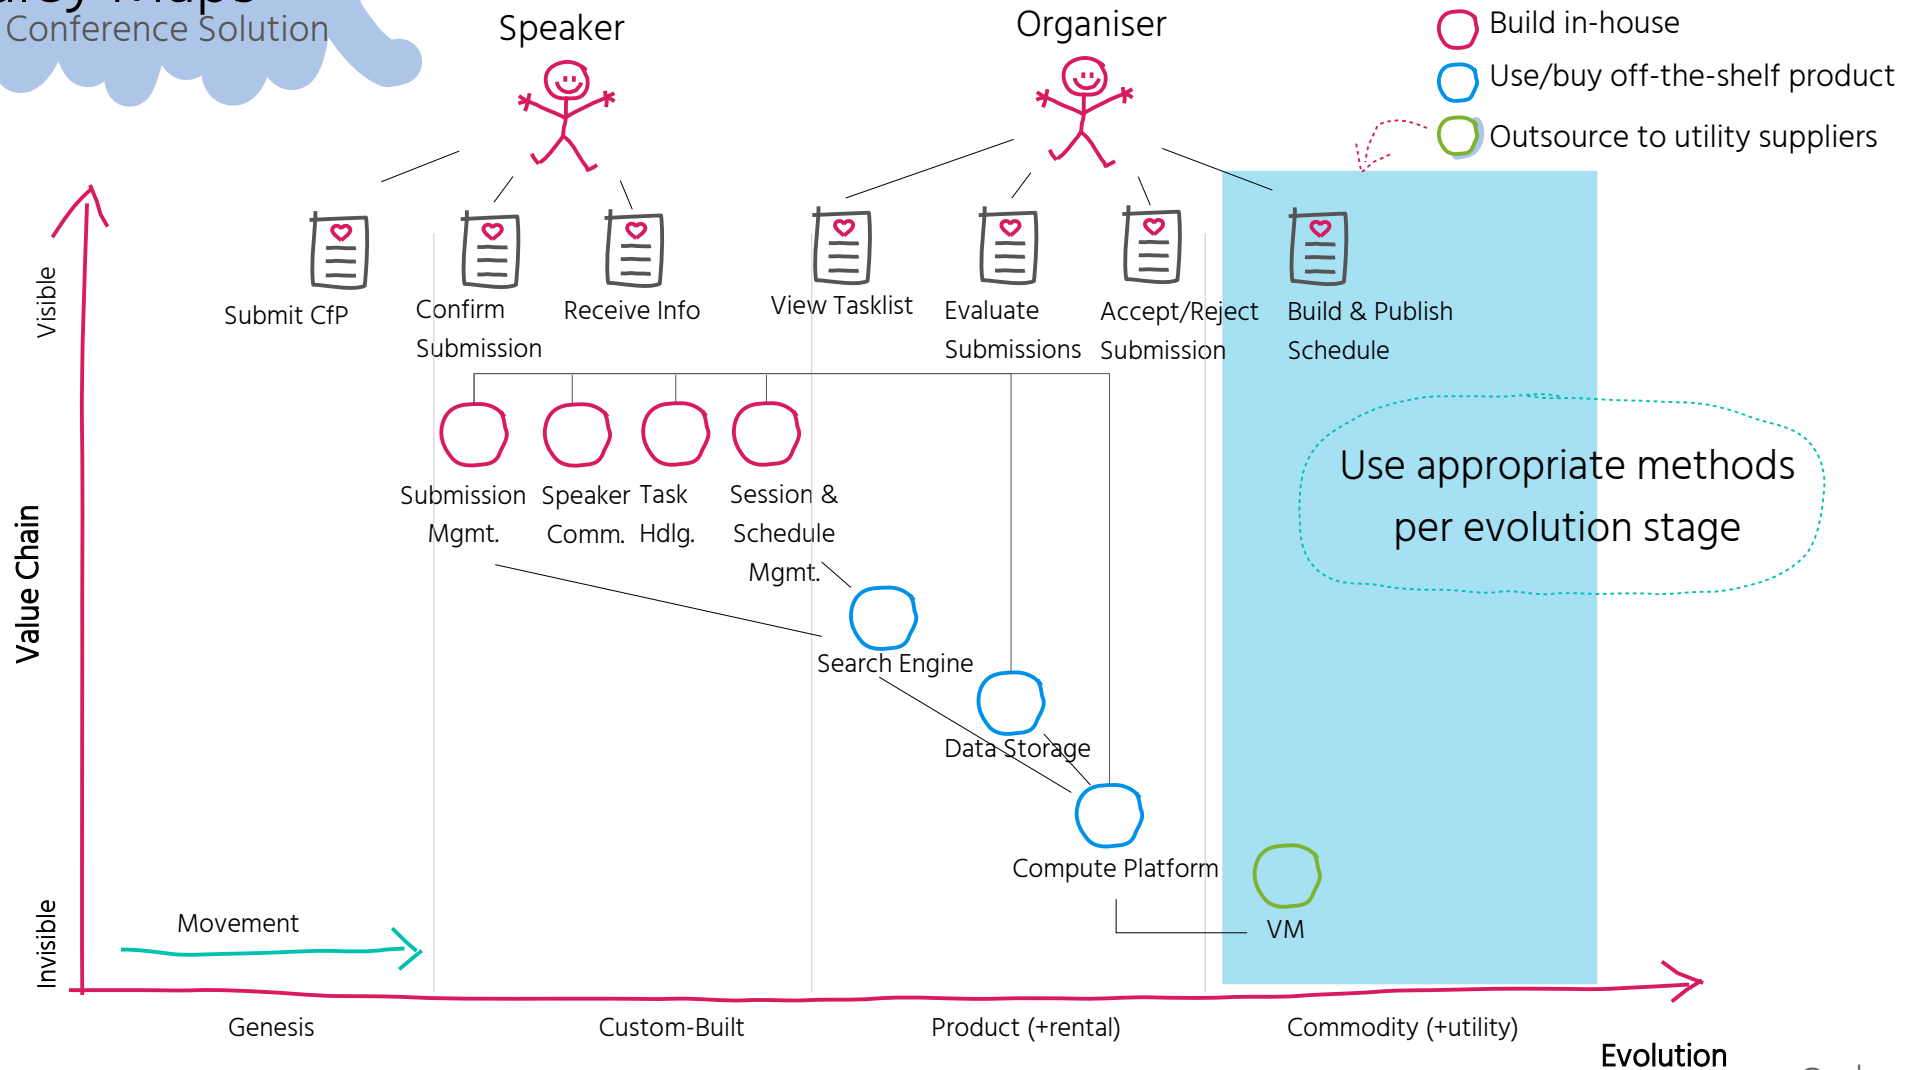 Conference Solution
Speaker
Organiser
Build in-house
Use/buy off-the-shelf product
Outsource to utility suppliers
Visible
Submit CfP
Confirm
Submission
Receive Info
View Tasklist
Evaluate
Submissions
Accept/Reject
Submission
Build & Publish
Schedule
Use appropriate methods
per evolution stage
Submission
Mgmt.
Speaker
Comm.
Task
Hdlg.
Session &
Schedule
Mgmt.
Value Chain
Search Engine
Data Storage
Compute Platform
VM
Invisible
Movement
Genesis
Custom-Built
Product (+rental)
Commodity (+utility)
Evolution